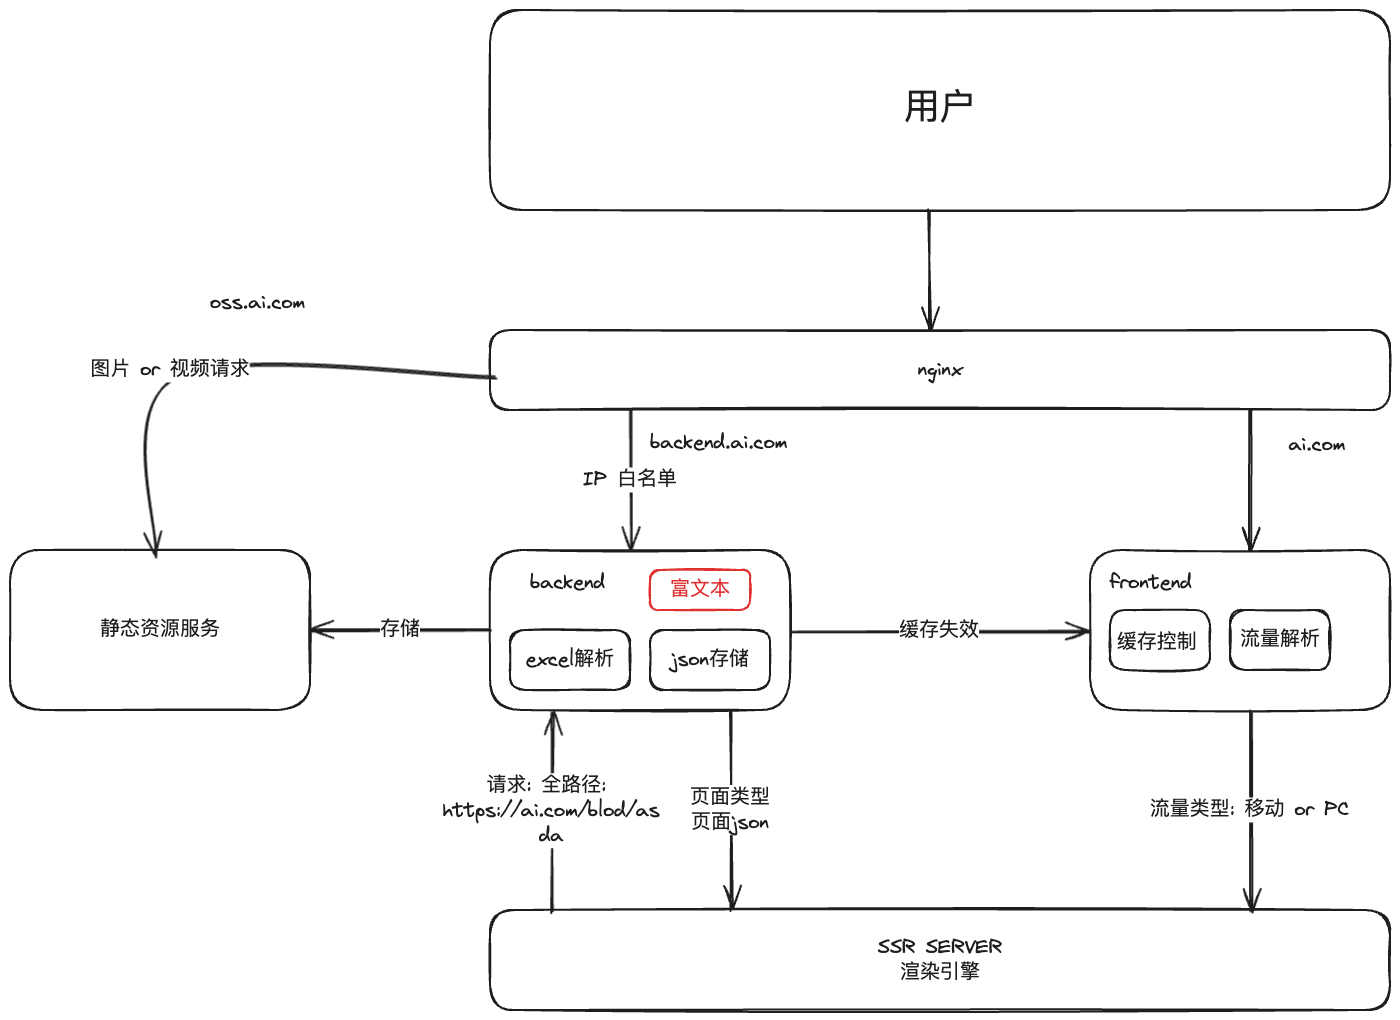 用户
oss.ai.com
图片 or 视频请求
nginx
backend.ai.com
ai.com
IP 白名单
静态资源服务
存储
backend
富文本
excel解析
json存储
缓存失效
frontend
缓存控制
流量解析
请求: 全路径:
https://ai.com/blod/as
da
页面类型
页面json
流量类型: 移动 or PC
SSR SERVER
渲染引擎